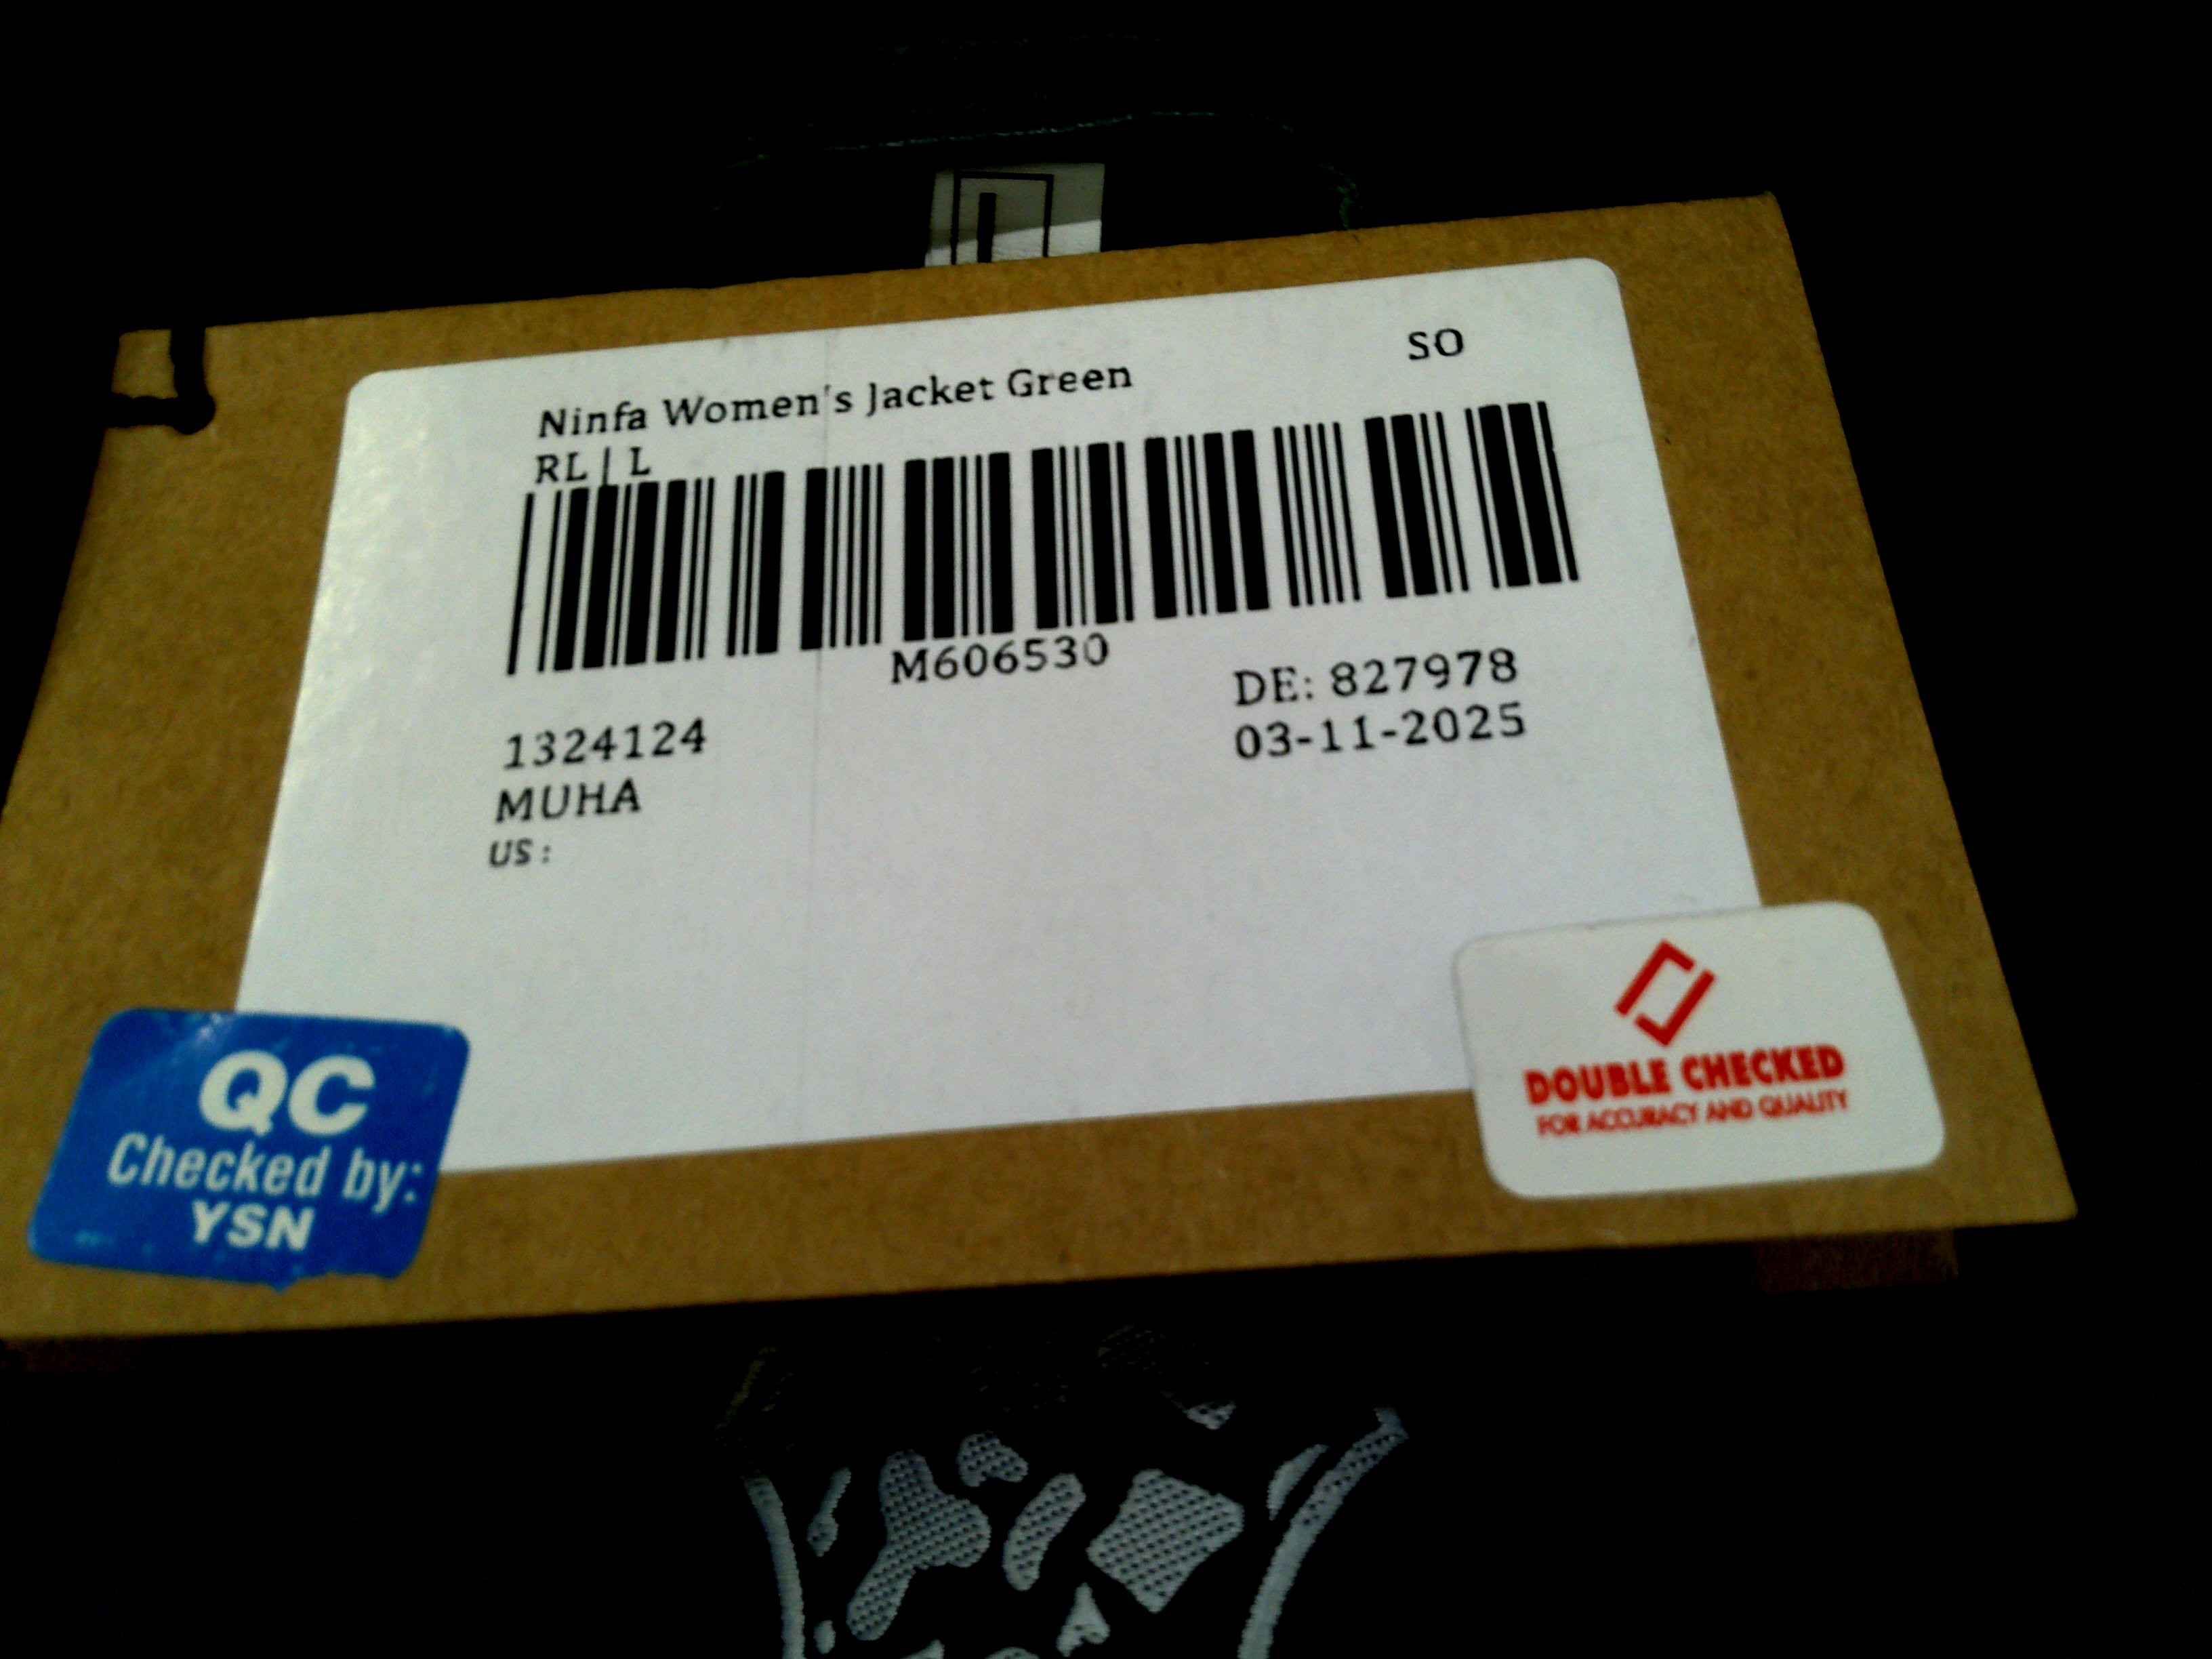 SO
Ninfa Women's Jacket Green
RL | L
M606530
DE: 827978
1324124
03-11-2025
MUHA
US :
QC
Checked by:
YSN
DOUBLE CHECKED
FOR ACCURACY AND QUALITY